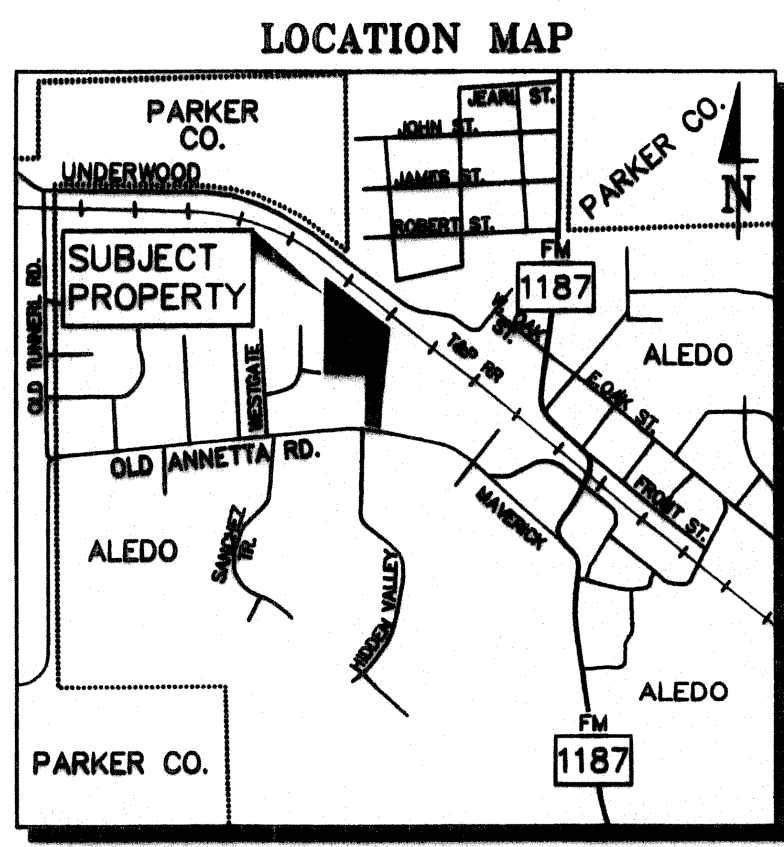 LOCATION MAP
PARKER
CO.
JEARL ST.
JOHN ST.
UNDERWOOD
JAMES ST.
PARKER CO.
N
ROBERT ST.
SUBJECT
PROPERTY
FM
1187
OLD TUNNERL RD.
W. OAK
ST.
T&P RR
ALEDO
E. OAK ST.
WESTGATE
OLD ANNETTA RD.
FRONT ST.
MAVERICK
ALEDO
SANCHEZ
TR.
HIDDEN VALLEY
ALEDO
FM
1187
PARKER CO.